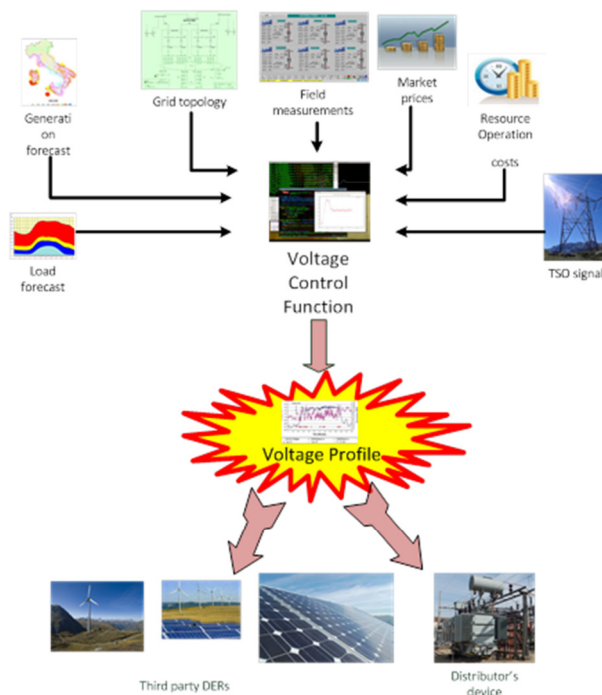 Generati
on
forecast
Grid topology
Field
measurements
Market
prices
Resource
Operation
costs
Load
forecast
TSO signal
Voltage
Control
Function
Voltage Profile
Third party DERs
Distributor's
device